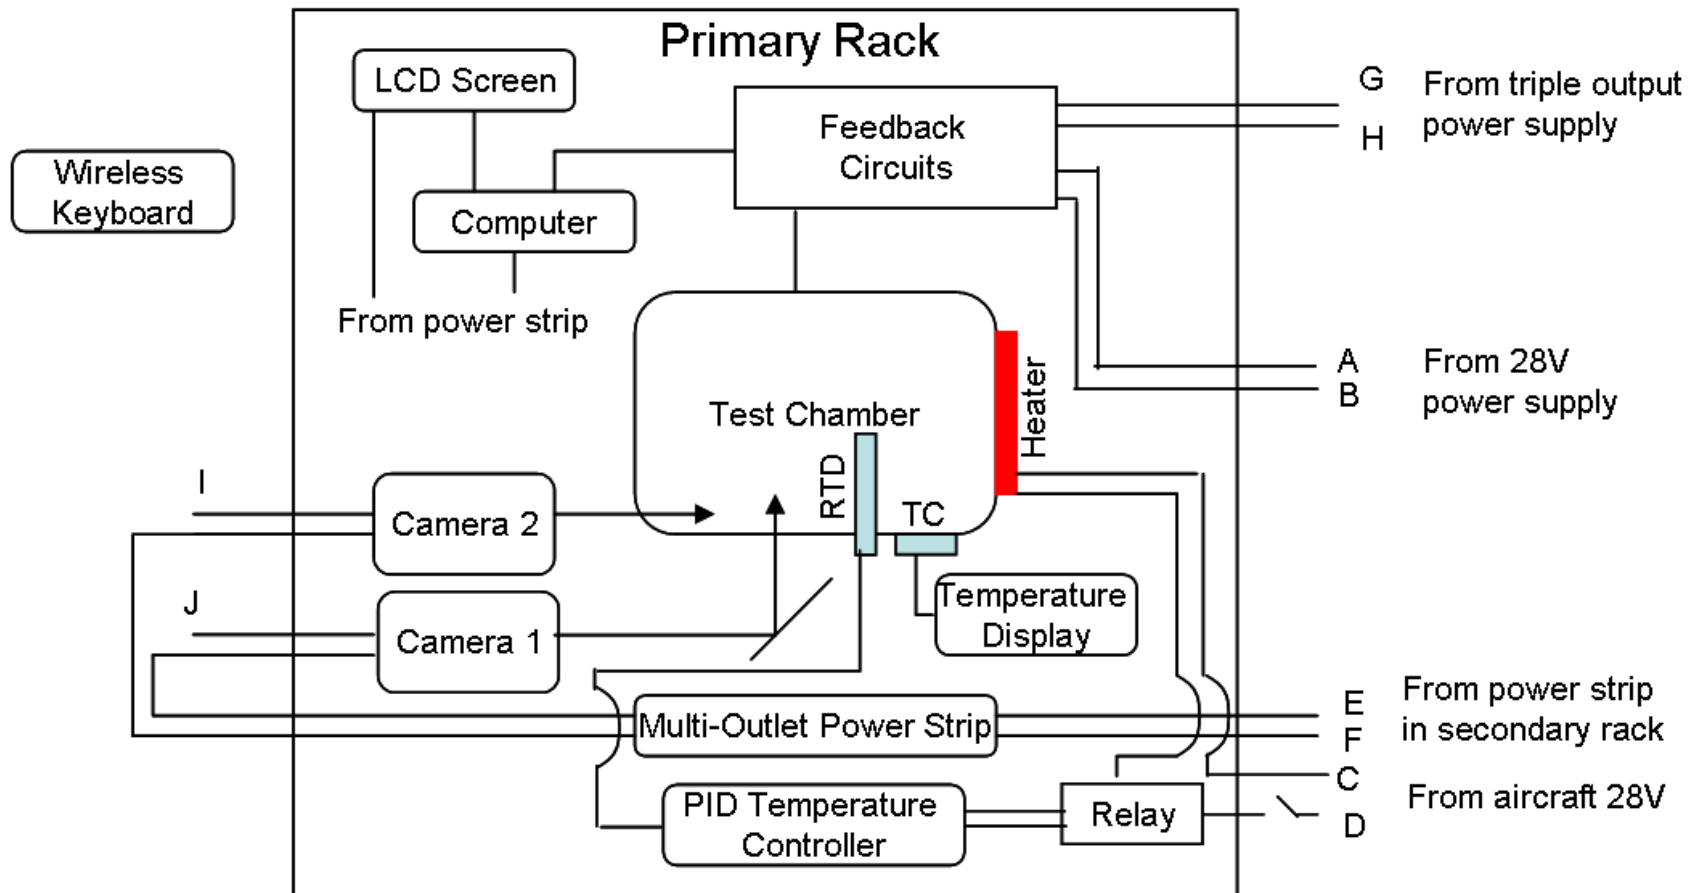 Primary Rack
LCD Screen
Wireless
Keyboard
Computer
From power strip
Feedback
Circuits
G
H
From triple output
power supply
A
B
From 28V
power supply
Test Chamber
Heater
RTD
TC
I
Camera 2
J
Camera 1
Temperature
Display
Multi-Outlet Power Strip
E
F
From power strip
in secondary rack
PID Temperature
Controller
Relay
C
D
From aircraft 28V